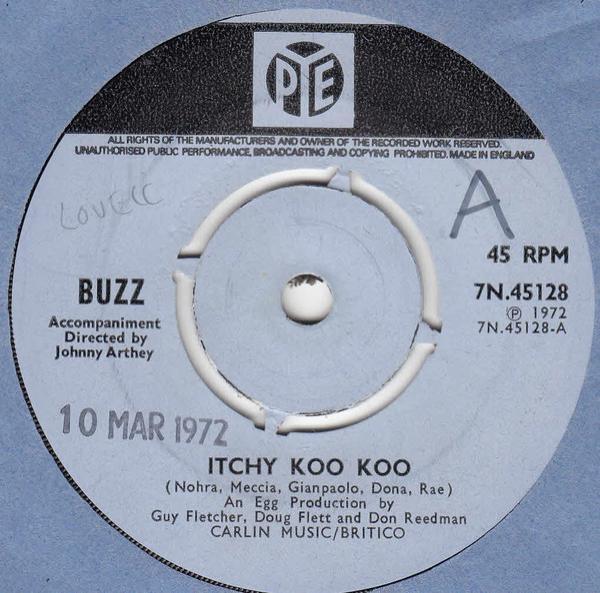 PYE
ALL RIGHTS OF THE MANUFACTURERS AND OWNER OF THE RECORDED WORK RESERVED.
UNAUTHORISED PUBLIC PERFORMANCE, BROADCASTING AND COPYING PROHIBITED. MADE IN ENGLAND
LOVELL
A
45 RPM
BUZZ
7N.45128
Ⓟ 1972
7N.45128-A
Accompaniment
Directed by
Johnny Arthey
10 MAR 1972
ITCHY KOO KOO
(Nohra, Meccia, Gianpaolo, Dona, Rae)
An Egg Production by
Guy Fletcher, Doug Flett and Don Reedman
CARLIN MUSIC/BRITICO